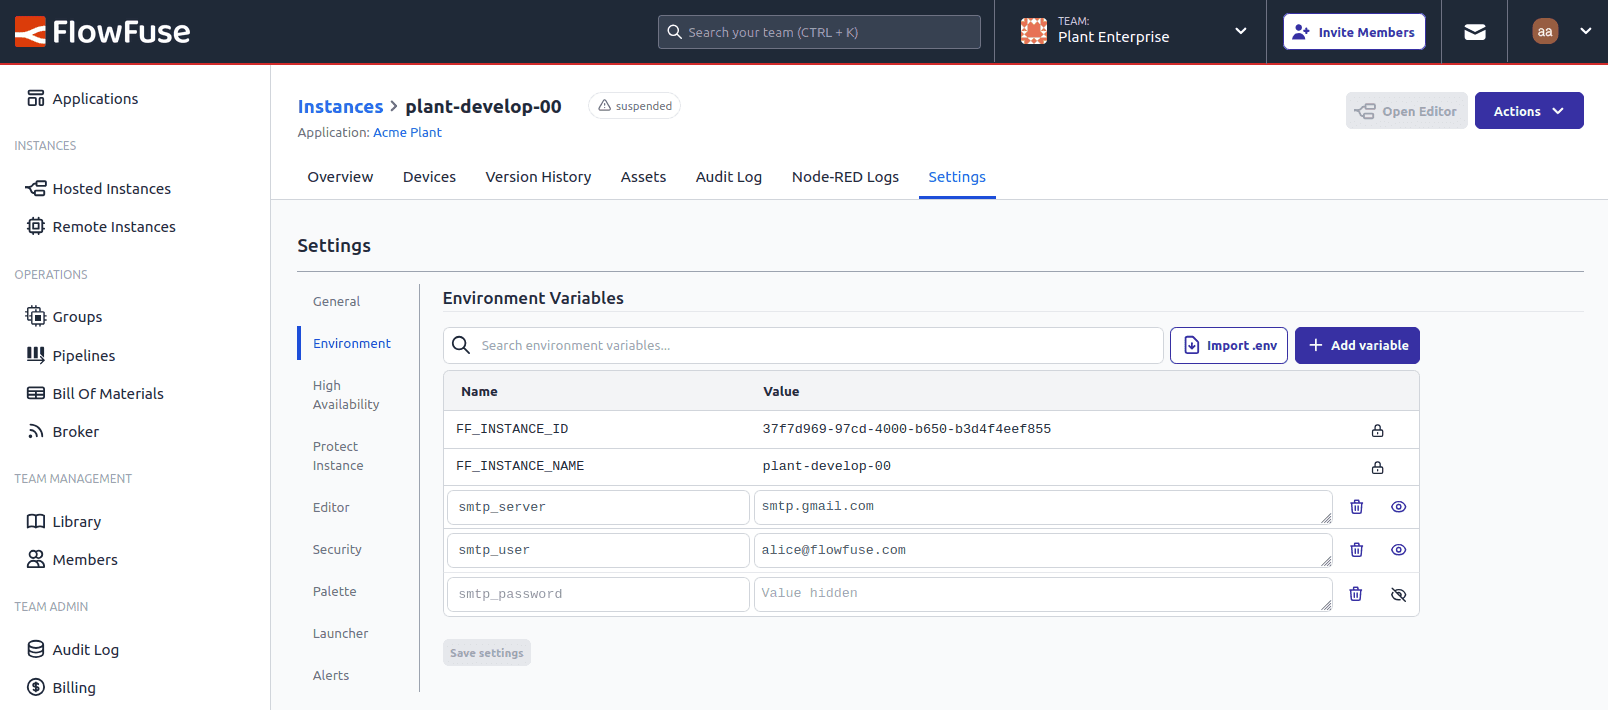 FlowFuse
Search your team (CTRL + K)
TEAM:
Plant Enterprise
Invite Members
aa
Applications
INSTANCES
Hosted Instances
Remote Instances
OPERATIONS
Groups
Pipelines
Bill Of Materials
Broker
TEAM MANAGEMENT
Library
Members
TEAM ADMIN
Audit Log
Billing
Instances > plant-develop-00
suspended
Application: Acme Plant
Open Editor
Actions
Overview Devices Version History Assets Audit Log Node-RED Logs Settings
Settings
General
Environment
High
Availability
Protect
Instance
Editor
Security
Palette
Launcher
Alerts
Environment Variables
Search environment variables...
Import .env
Add variable
Name Value
FF_INSTANCE_ID 37f7d969-97cd-4000-b650-b3d4f4eef855
FF_INSTANCE_NAME plant-develop-00
smtp_server smtp.gmail.com
smtp_user alice@flowfuse.com
smtp_password Value hidden
Save settings